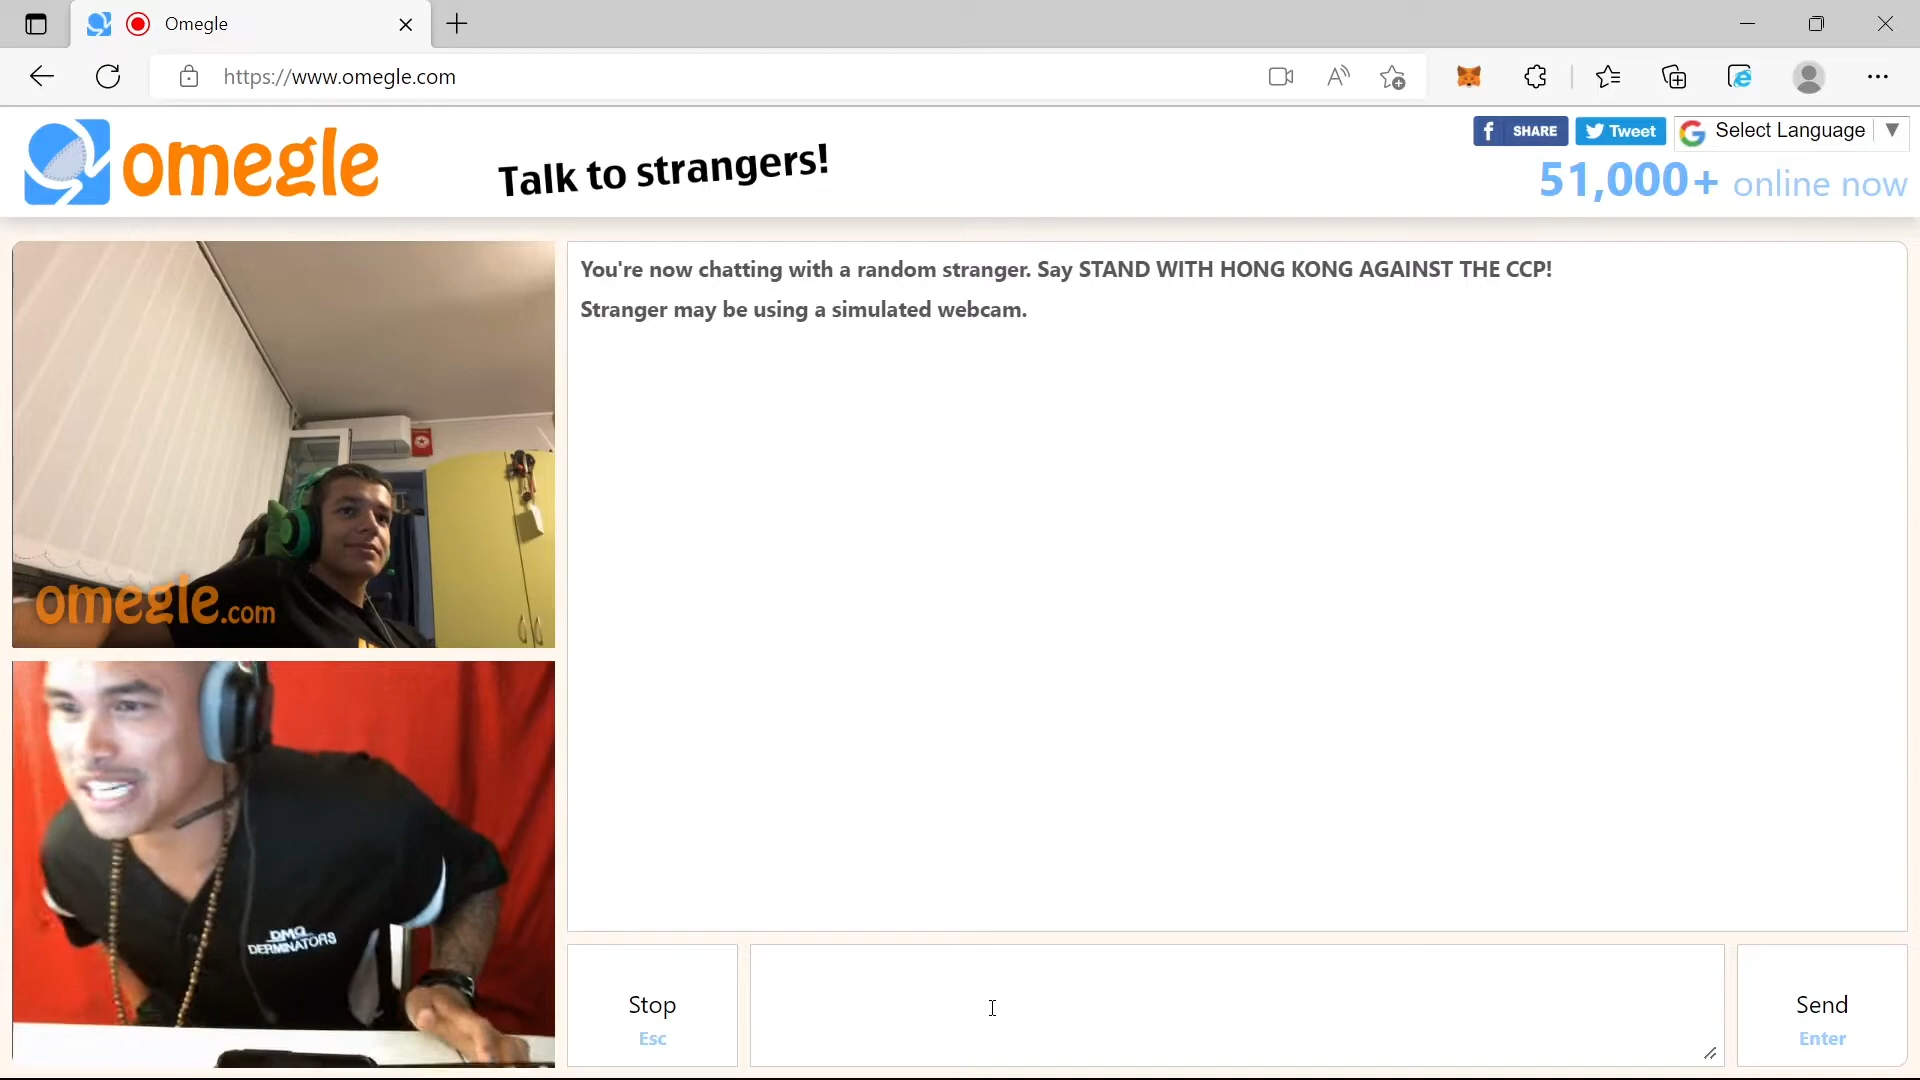 Omegle
https://www.omegle.com
omegle
Talk to strangers!
f SHARE
Tweet
G Select Language ▼
51,000+ online now
You're now chatting with a random stranger. Say STAND WITH HONG KONG AGAINST THE CCP!
Stranger may be using a simulated webcam.
omegle.com
DMQ
DERMINATORS
Stop
Esc
Send
Enter